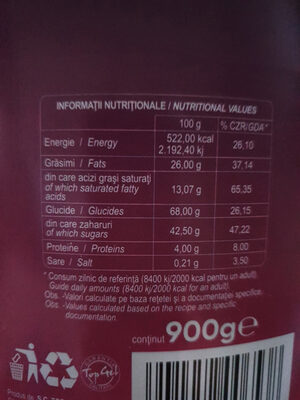 INFORMAȚII NUTRIȚIONALE / NUTRITIONAL VALUES
100 g % CZR/GDA*
Energie / Energy 522,00 kcal 2.192,40 kj 26,10
Grăsimi / Fats 26,00 g 37,14
din care acizi grași saturați
of which saturated fatty acids 13,07 g 65,35
Glucide / Glucides 68,00 g 26,15
din care zaharuri
of which sugars 42,50 g 47,22
Proteine / Proteins 4,00 g 8,00
Sare / Salt 0,21 g 3,50
* Consum zilnic de referință (8400 kj/2000 kcal pentru un adult).
Guide daily amounts (8400 kj/2000 kcal for an adult).
Obs. -Valori calculate pe baza rețetei și a documentației specifice.
Obs. -Values calculated based on the recipe and specific
documentation.
conținut 900g e
Top Gel
Produs de S.C.